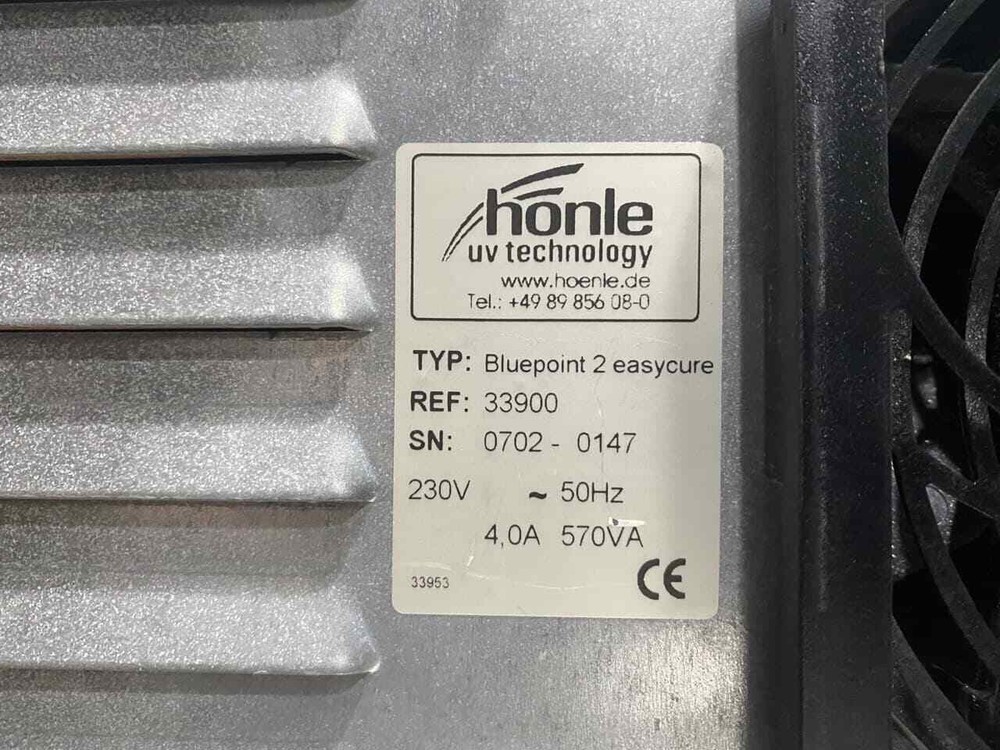 hönle
uv technology
www.hoenle.de
Tel.: +49 89 856 08-0
TYP: Bluepoint 2 easycure
REF: 33900
SN: 0702 - 0147
230V ~ 50Hz
4,0A 570VA
33953 CE